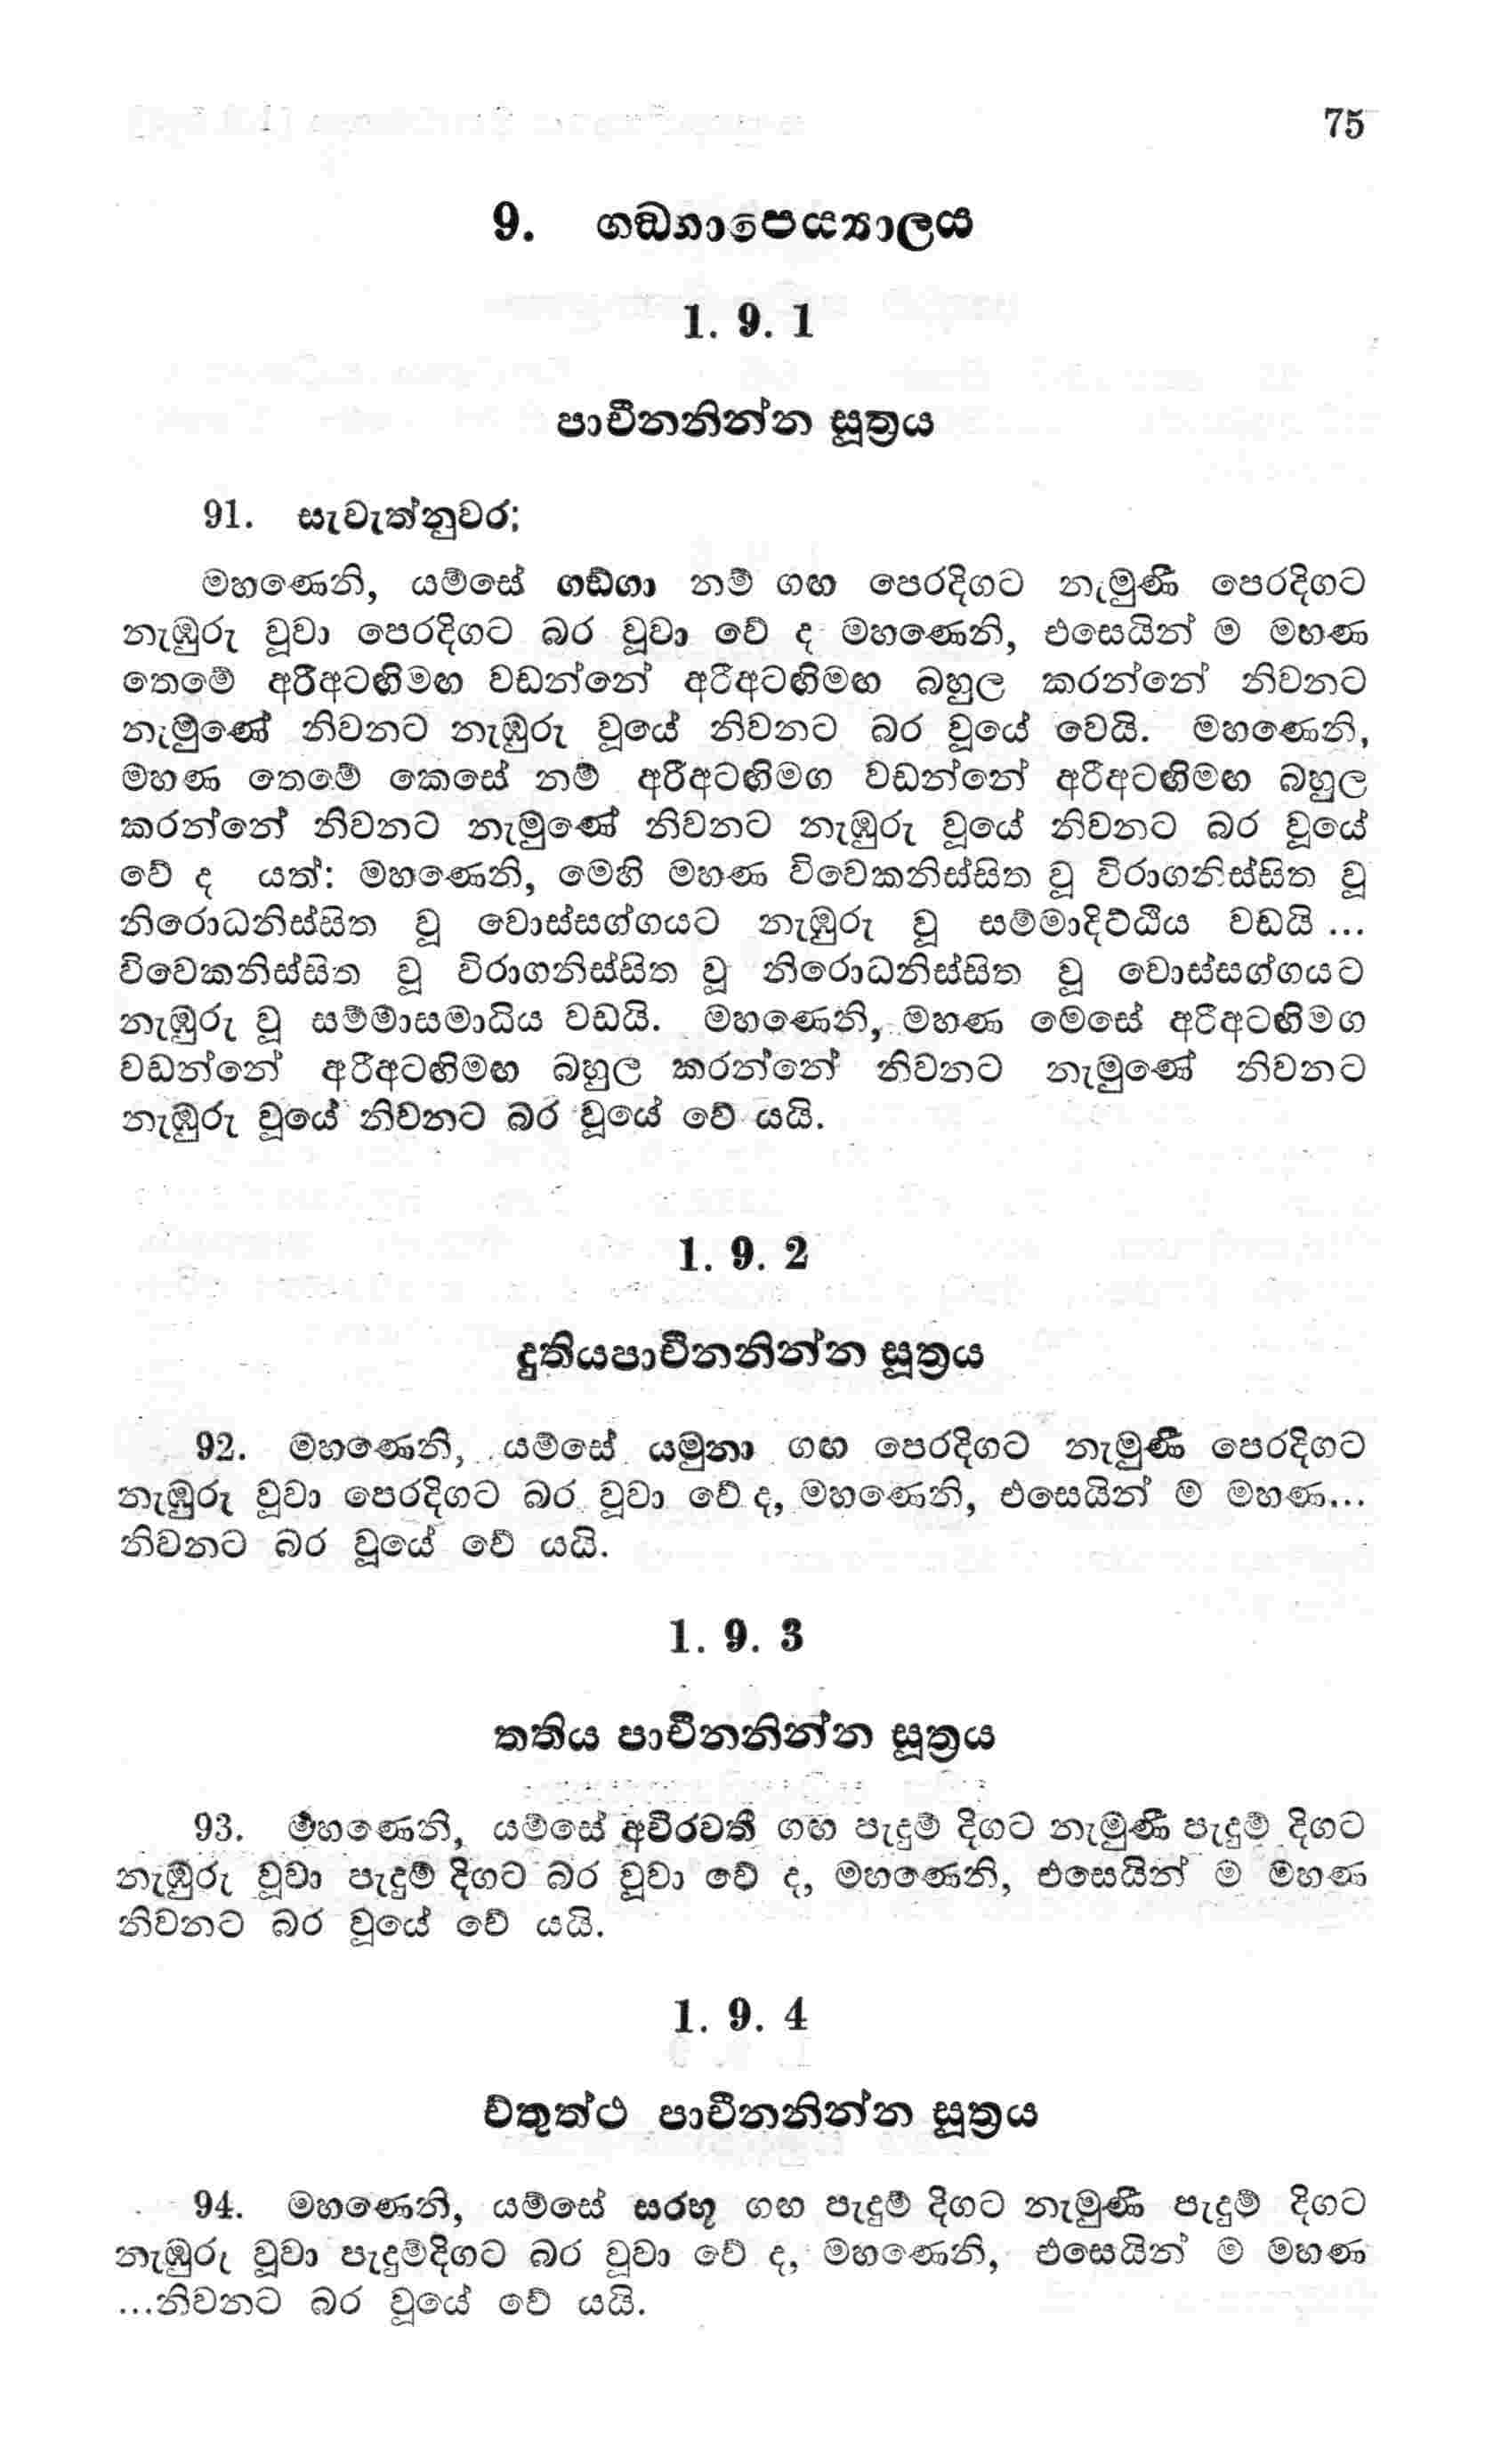 75
9. ගඞ්ගාපෙය්‍යාලය
1. 9. 1
පාචීනනින්න සූත්‍රය
91. සැවැත්නුවර;
මහණෙනි, යම්සේ ගඞ්ගා නම් ගඟ පෙරදිගට නැමුණී පෙරදිගට
නැඹුරු වූවා පෙරදිගට බර වූවා වේ ද මහණෙනි, එසෙයින් ම මහණ
තෙමේ අරීඅටඟිමඟ වඩන්නේ අරීඅටඟිමඟ බහුල කරන්නේ නිවනට
නැමුණේ නිවනට නැඹුරු වූයේ නිවනට බර වූයේ වෙයි. මහණෙනි,
මහණ තෙමේ කෙසේ නම් අරීඅටඟිමග වඩන්නේ අරීඅටඟිමඟ බහුල
කරන්නේ නිවනට නැමුණේ නිවනට නැඹුරු වූයේ නිවනට බර වූයේ
වේ ද යත්: මහණෙනි, මෙහි මහණ විවෙකනිස්සිත වූ විරාගනිස්සිත වූ
නිරොධනිස්සිත වූ වොස්සග්ගයට නැඹුරු වූ සම්මාදිට්ඨිය වඩයි ...
විවෙකනිස්සිත වූ විරාගනිස්සිත වූ නිරොධනිස්සිත වූ වොස්සග්ගයට
නැඹුරු වූ සම්මාසමාධිය වඩයි. මහණෙනි, මහණ මෙසේ අරීඅටඟිමග
වඩන්නේ අරීඅටඟිමඟ බහුල කරන්නේ නිවනට නැමුණේ නිවනට
නැඹුරු වූයේ නිවනට බර වූයේ වේ යයි.
1. 9. 2
දුතියපාචීනනින්න සූත්‍රය
92. මහණෙනි, යම්සේ යමුනා ගඟ පෙරදිගට නැමුණී පෙරදිගට
නැඹුරු වූවා පෙරදිගට බර වූවා වේ ද, මහණෙනි, එසෙයින් ම මහණ...
නිවනට බර වූයේ වේ යයි.
1. 9. 3
තතිය පාචීනනින්න සූත්‍රය
93. මහණෙනි, යම්සේ අචිරවතී ගඟ පැදුම් දිගට නැමුණී පැදුම් දිගට
නැඹුරු වූවා පැදුම් දිගට බර වූවා වේ ද, මහණෙනි, එසෙයින් ම මහණ
නිවනට බර වූයේ වේ යයි.
1. 9. 4
චතුත්ථ පාචීනනින්න සූත්‍රය
94. මහණෙනි, යම්සේ සරභූ ගඟ පැදුම් දිගට නැමුණී පැදුම් දිගට
නැඹුරු වූවා පැදුම්දිගට බර වූවා වේ ද, මහණෙනි, එසෙයින් ම මහණ
...නිවනට බර වූයේ වේ යයි.